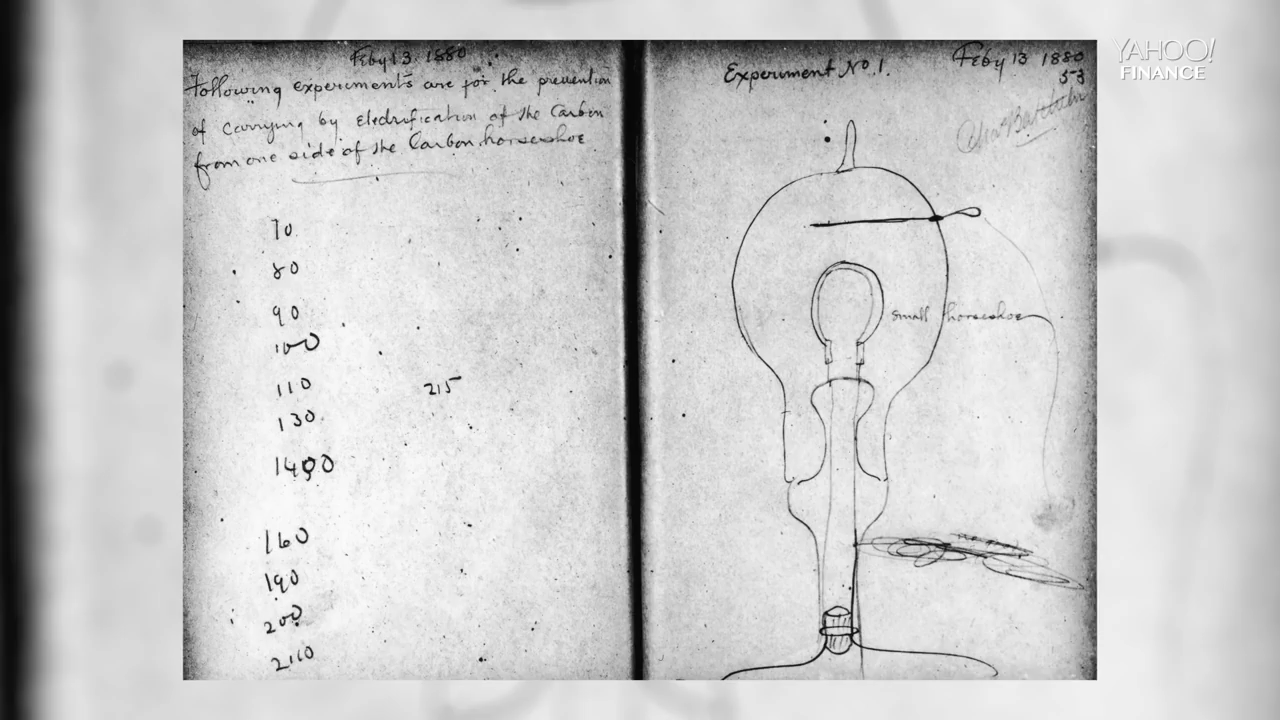 Feby 13 1880
Following experiments are for the prevention
of carrying by electrification of the Carbon
from one side of the Carbon horseshoe
70
80
90
100
110
215
130
1400
160
190
200
2110
Experiment No. 1.
Feby 13 1880
53
small horseshoe
YAHOO!
FINANCE